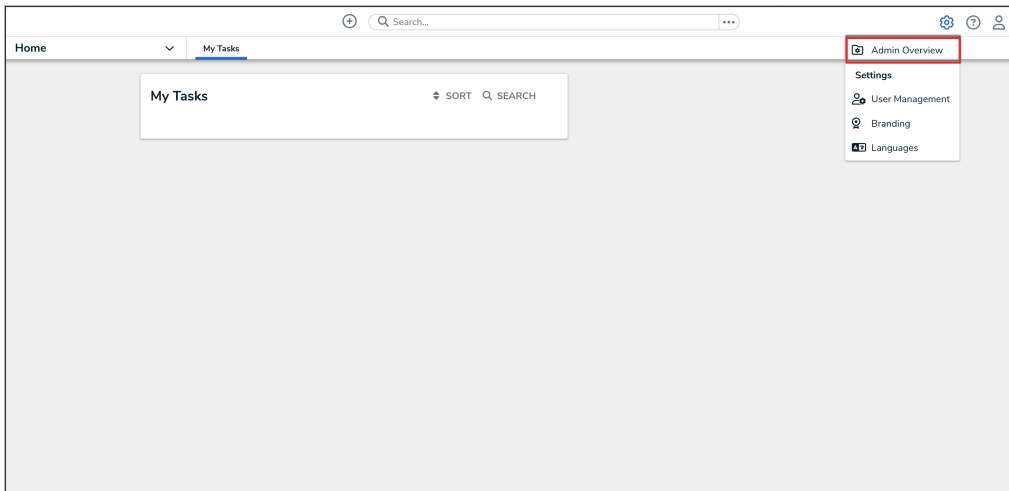 Search...
Home
My Tasks
Admin Overview
My Tasks
SORT
SEARCH
Settings
User Management
Branding
Languages